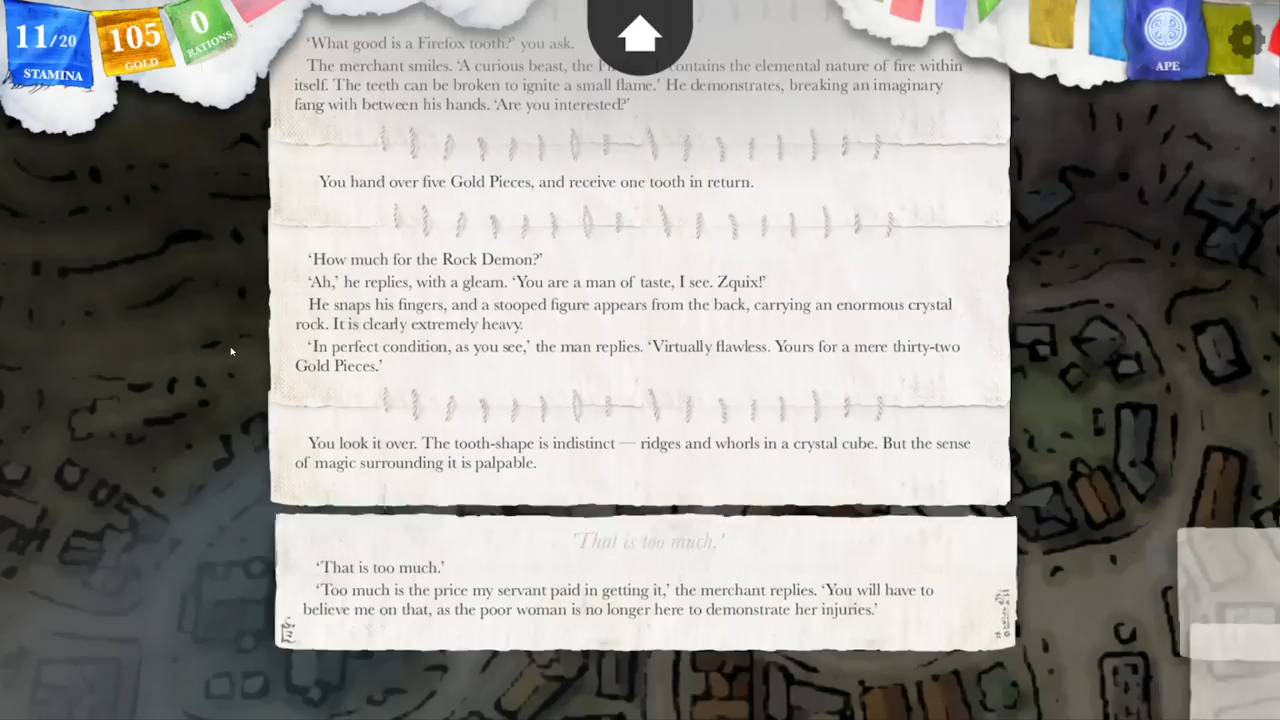 11/20
STAMINA
105
GOLD
0
RATIONS
APE
‘What good is a Firefox tooth?’ you ask.
The merchant smiles. ‘A curious beast, the contains the elemental nature of fire within
itself. The teeth can be broken to ignite a small flame.’ He demonstrates, breaking an imaginary
fang with between his hands. ‘Are you interested?’
You hand over five Gold Pieces, and receive one tooth in return.
‘How much for the Rock Demon?’
‘Ah,’ he replies, with a gleam. ‘You are a man of taste, I see. Zquix!’
He snaps his fingers, and a stooped figure appears from the back, carrying an enormous crystal
rock. It is clearly extremely heavy.
‘In perfect condition, as you see,’ the man replies. ‘Virtually flawless. Yours for a mere thirty-two
Gold Pieces.’
You look it over. The tooth-shape is indistinct — ridges and whorls in a crystal cube. But the sense
of magic surrounding it is palpable.
'That is too much.'
‘That is too much.’
‘Too much is the price my servant paid in getting it,’ the merchant replies. ‘You will have to
believe me on that, as the poor woman is no longer here to demonstrate her injuries.’